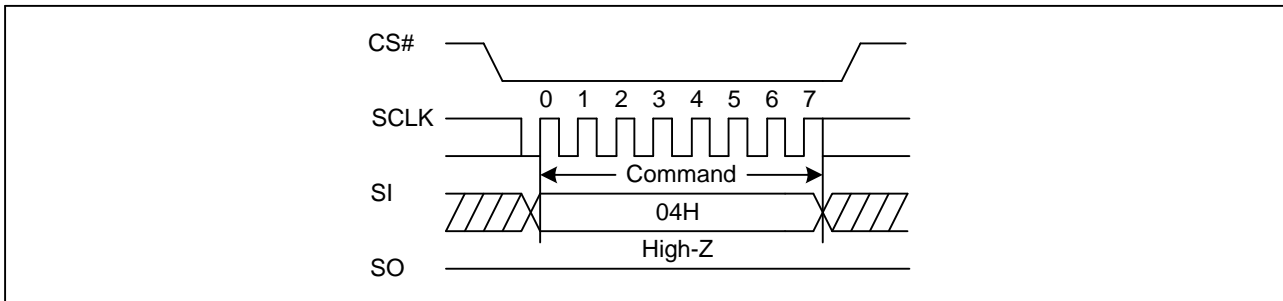 CS#
0 1 2 3 4 5 6 7
SCLK
Command
SI
04H
High-Z
SO